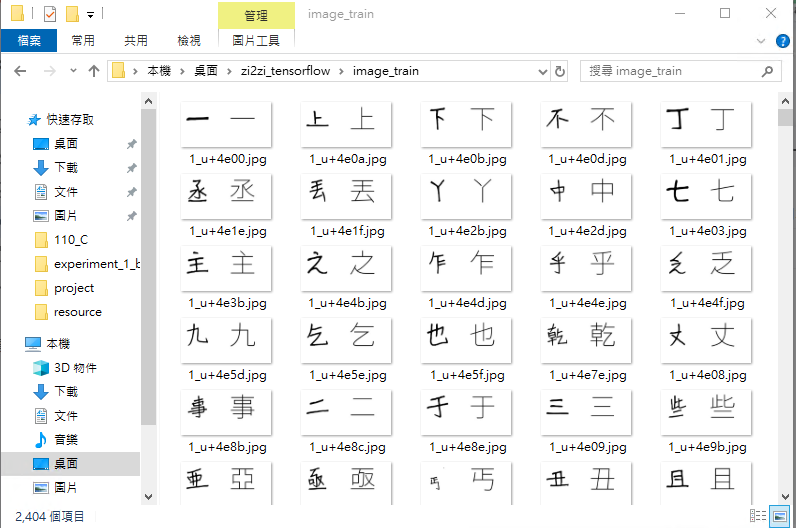 管理
image_train
檔案
常用
共用
檢視
圖片工具
本機 > 桌面 > zi2zi_tensorflow > image_train
搜尋 image_train
快速存取
桌面
下載
文件
圖片
110_C
experiment_1_b
project
resource
本機
3D 物件
下載
文件
音樂
桌面
圖片
一 一 上 上 下 下 不 不 丁 丁
1_u+4e00.jpg 1_u+4e0a.jpg 1_u+4e0b.jpg 1_u+4e0d.jpg 1_u+4e01.jpg
丞 丞 丟 丟 丫 丫 中 中 七 七
1_u+4e1e.jpg 1_u+4e1f.jpg 1_u+4e2b.jpg 1_u+4e2d.jpg 1_u+4e03.jpg
主 主 之 之 乍 乍 乎 乎 乏 乏
1_u+4e3b.jpg 1_u+4e4b.jpg 1_u+4e4d.jpg 1_u+4e4e.jpg 1_u+4e4f.jpg
九 九 乞 乞 也 也 乾 乾 丈 丈
1_u+4e5d.jpg 1_u+4e5e.jpg 1_u+4e5f.jpg 1_u+4e7e.jpg 1_u+4e08.jpg
事 事 二 二 于 于 三 三 些 些
1_u+4e8b.jpg 1_u+4e8c.jpg 1_u+4e8e.jpg 1_u+4e09.jpg 1_u+4e9b.jpg
亞 亞 亟 亟 丐 丐 丑 丑 且 且
2,404 個項目